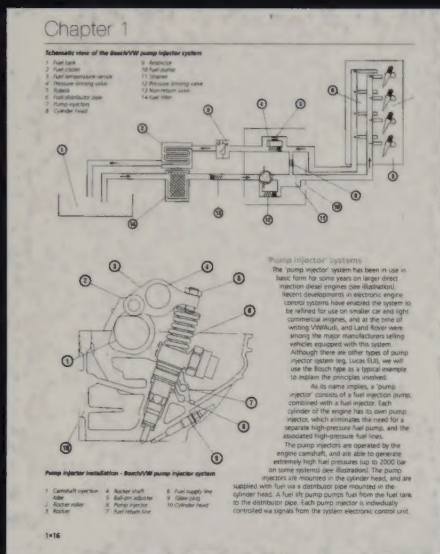 Chapter 1
Schematic view of the Bosch/VW pump injector system
1 Fuel tank
2 Fuel cooler
3 Fuel temperature sensor
4 Pressure limiting valve
5 Bypass
6 Fuel distributor pipe
7 Pump injectors
8 Cylinder head
9 Restrictor
10 Fuel pump
11 Strainer
12 Pressure limiting valve
13 Non-return valve
14 Fuel filter
'Pump injector' systems
The 'pump injector' system has been in use in
basic form for some years on larger direct
injection diesel engines (see illustration).
Recent developments in electronic engine
control systems have enabled the system to
be refined for use on smaller car and light
commercial engines, and at the time of
writing VW/Audi, and Land Rover were
among the major manufacturers selling
vehicles equipped with this system.
Although there are other types of pump
injector system (eg, Lucas EUI), we will
use the Bosch type as a typical example
to explain the principles involved.
As its name implies, a 'pump
injector' consists of a fuel injection pump,
combined with a fuel injector. Each
cylinder of the engine has its own pump
injector, which eliminates the need for a
separate high-pressure fuel pump, and the
associated high-pressure fuel lines.
The pump injectors are operated by the
engine camshaft, and are able to generate
extremely high fuel pressures (up to 2000 bar
on some systems) (see illustration). The pump
injectors are mounted in the cylinder head, and are
supplied with fuel via a distributor pipe mounted in the
cylinder head. A fuel lift pump pumps fuel from the fuel tank
to the distributor pipe. Each pump injector is individually
controlled via signals from the system electronic control unit.
Pump injector installation - Bosch/VW pump injector system
1 Camshaft injection
lobe
2 Rocker roller
3 Rocker
4 Rocker shaft
5 Ball-pin adjuster
6 Pump injector
7 Fuel return line
8 Fuel supply line
9 Glow plug
10 Cylinder head
1•16